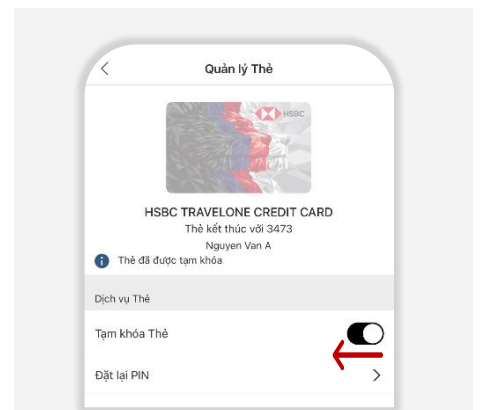 Quản lý Thẻ
HSBC
HSBC TRAVELONE CREDIT CARD
Thẻ kết thúc với 3473
Nguyen Van A
Thẻ đã được tạm khóa
Dịch vụ Thẻ
Tạm khóa Thẻ
Đặt lại PIN